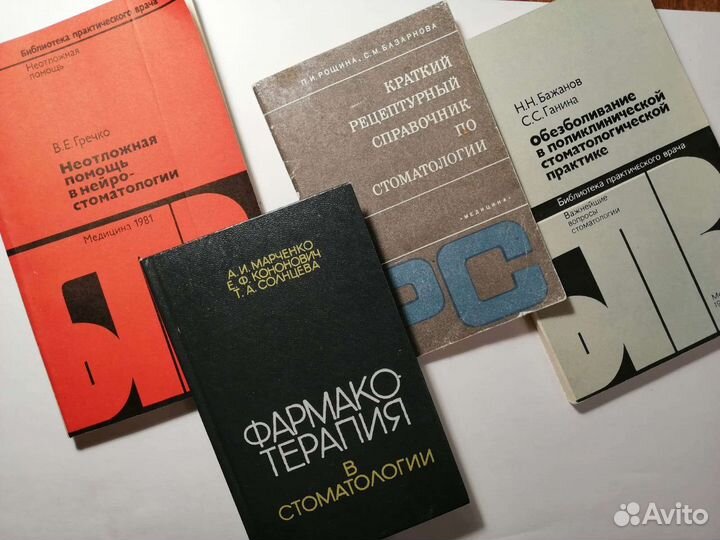 Библиотека практического врача
Неотложная
помощь
В.Е.Гречко
Неотложная
помощь
в нейро-
стоматологии
Медицина 1981
П.И.РОЩИНА, С.М.БАЗАРНОВА
КРАТКИЙ
РЕЦЕПТУРНЫЙ
СПРАВОЧНИК
ПО
СТОМАТОЛОГИИ
«МЕДИЦИНА»
РС
Н.Н.Бажанов
С.С.Ганина
Обезболивание
в поликлинической
стоматологической
практике
Библиотека практического врача
Важнейшие
вопросы
стоматологии
БПВ
А.И.МАРЧЕНКО
Е.Ф.КОНОНОВИЧ
Т.А.СОЛНЦЕВА
ФАРМАКО-
ТЕРАПИЯ
В
СТОМАТОЛОГИИ
Avito